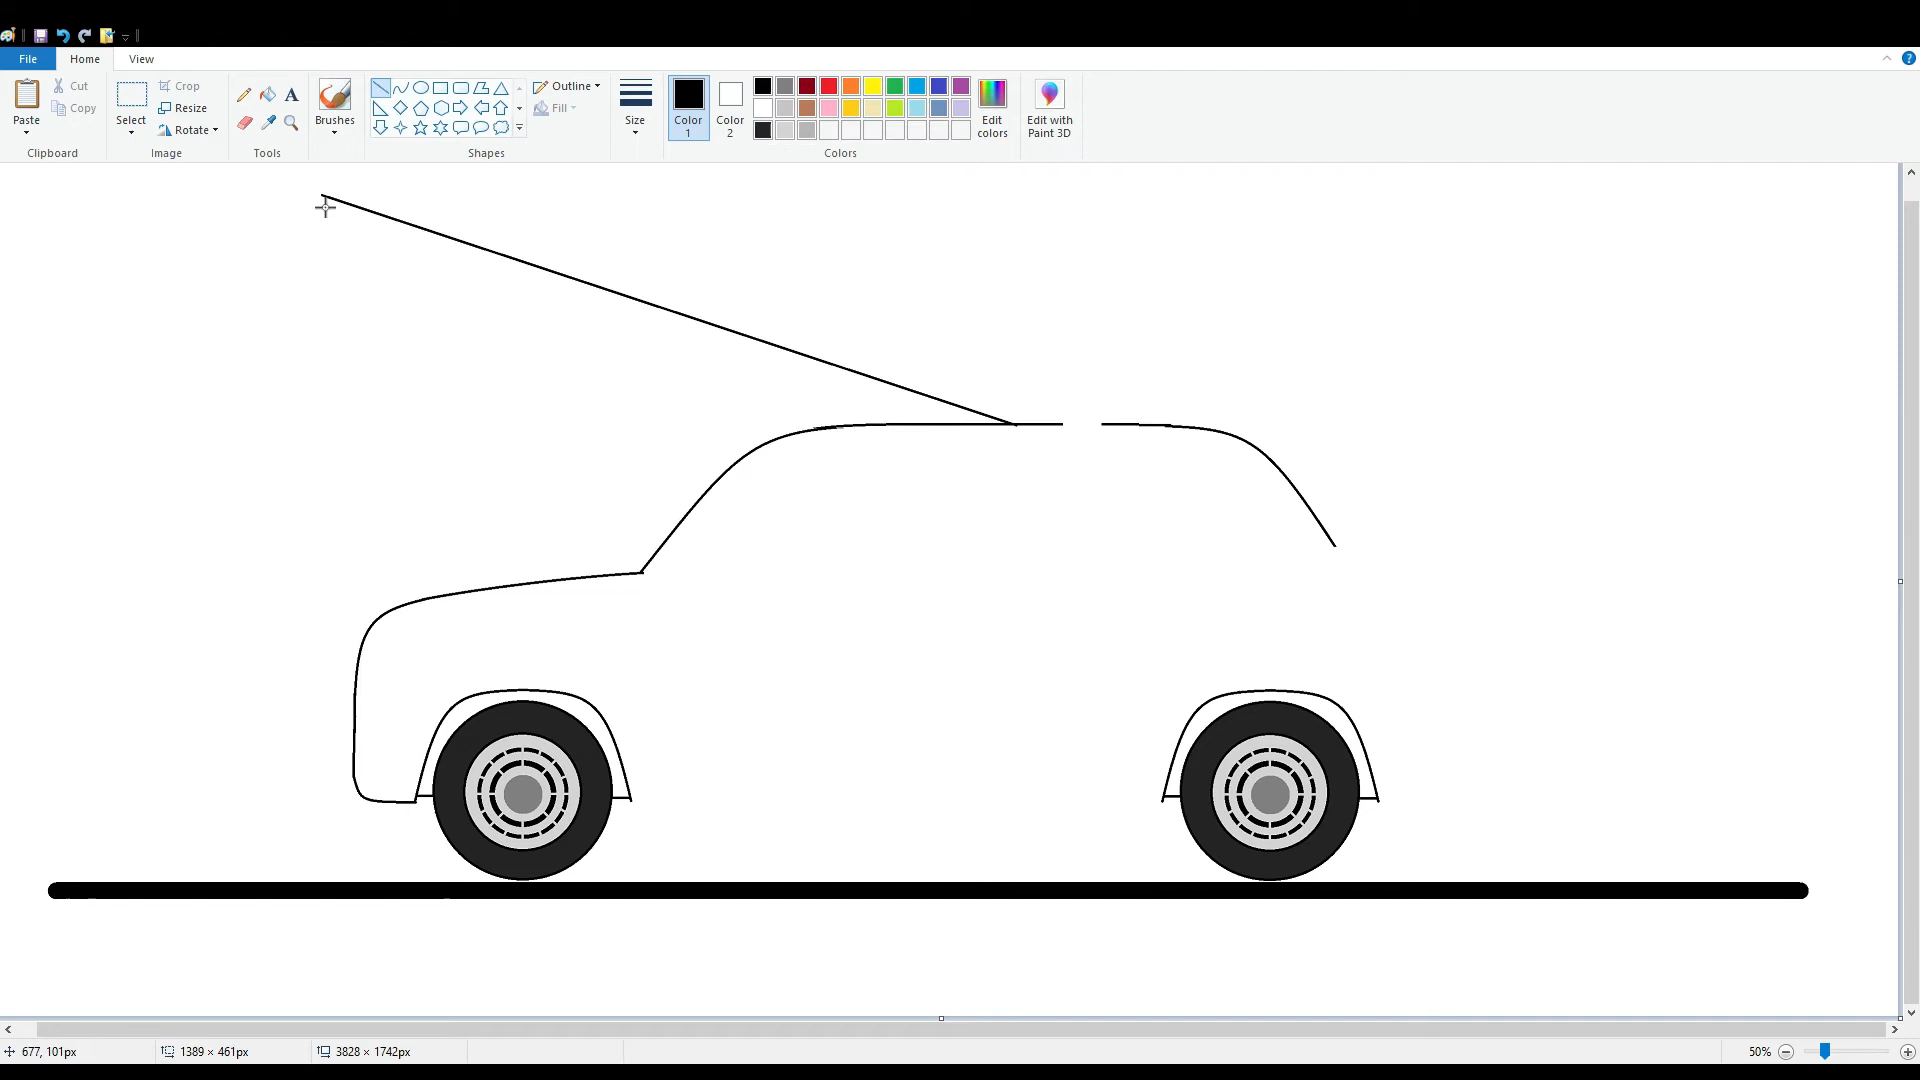 File Home View
Paste Cut Copy Select Crop Resize Rotate A Brushes Outline Fill Size Color 1 Color 2 Edit colors Edit with Paint 3D
Clipboard Image Tools Shapes Colors
677, 101px 1389 × 461px 3828 × 1742px 50%